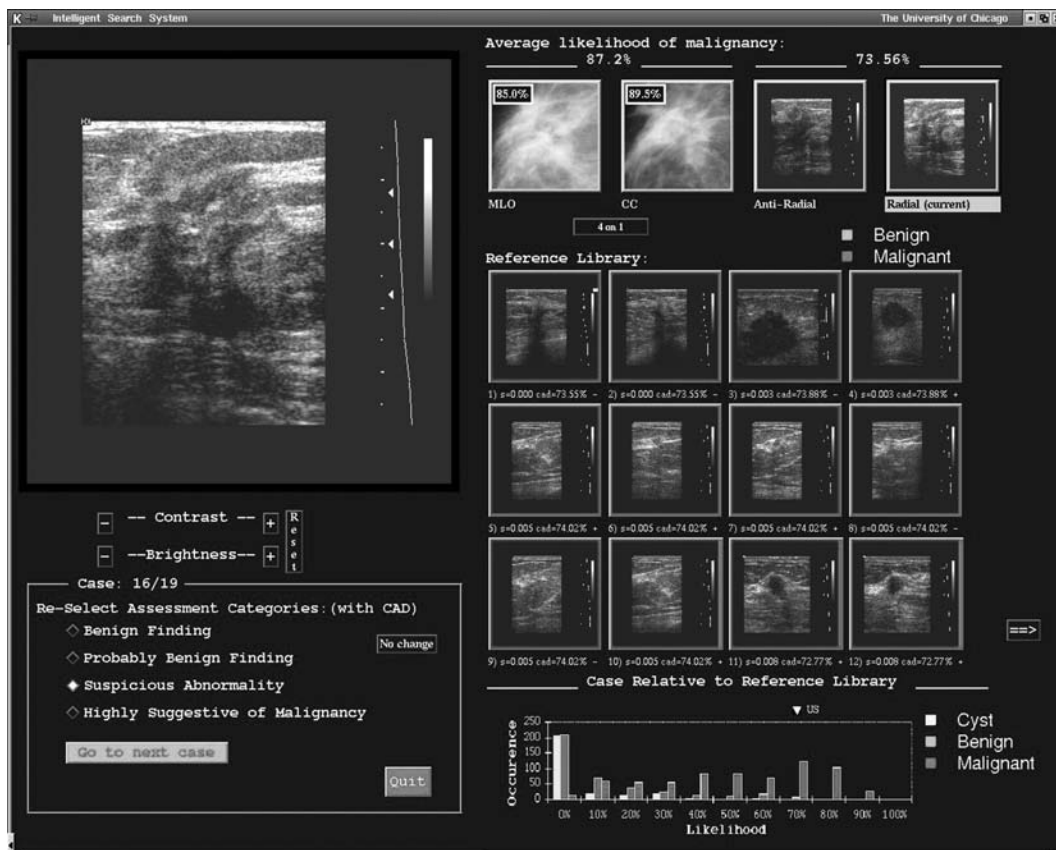 K Intelligent Search System The University of Chicago
Average likelihood of malignancy:
87.2% 73.56%
85.0% 89.5%
MLO CC Anti-Radial Radial (current)
4 on 1
Benign
Malignant
Reference Library:
1) s=0.000 cad=73.55% - 2) s=0.000 cad=73.55% - 3) s=0.003 cad=73.88% - 4) s=0.003 cad=73.88% +
5) s=0.005 cad=74.02% + 6) s=0.005 cad=74.02% + 7) s=0.005 cad=74.02% + 8) s=0.005 cad=74.02% -
9) s=0.005 cad=74.02% - 10) s=0.005 cad=74.02% + 11) s=0.008 cad=72.77% + 12) s=0.008 cad=72.77% +
==>
- -- Contrast -- +
- --Brightness-- +
Reset
Case: 16/19
Re-Select Assessment Categories:(with CAD)
Benign Finding
No change
Probably Benign Finding
Suspicious Abnormality
Highly Suggestive of Malignancy
Go to next case
Quit
Case Relative to Reference Library
US
Cyst
Benign
Malignant
Occurence
250
200
150
100
50
0
0% 10% 20% 30% 40% 50% 60% 70% 80% 90% 100%
Likelihood